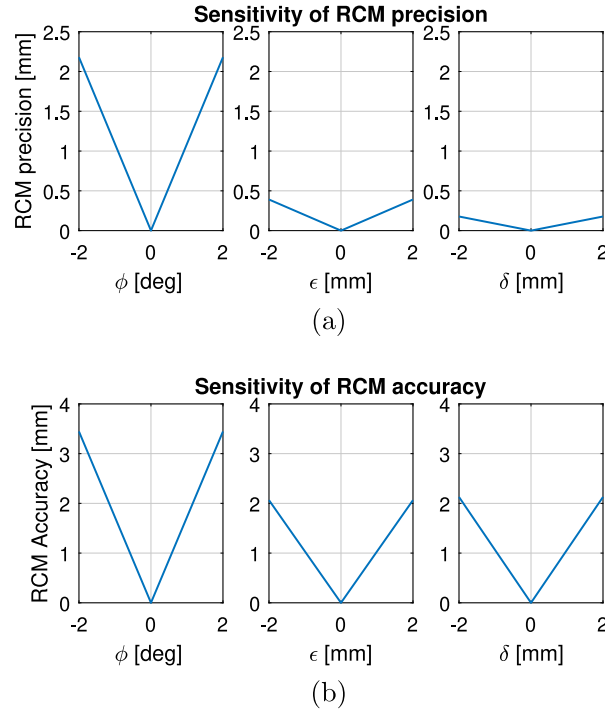 Sensitivity of RCM precision
RCM precision [mm]
2.5 2.5 2.5
2 2 2
1.5 1.5 1.5
1 1 1
0.5 0.5 0.5
0 0 0
-2 0 2 -2 0 2 -2 0 2
ϕ [deg] ϵ [mm] δ [mm]
(a)
Sensitivity of RCM accuracy
RCM Accuracy [mm]
4 4 4
3 3 3
2 2 2
1 1 1
0 0 0
-2 0 2 -2 0 2 -2 0 2
ϕ [deg] ϵ [mm] δ [mm]
(b)